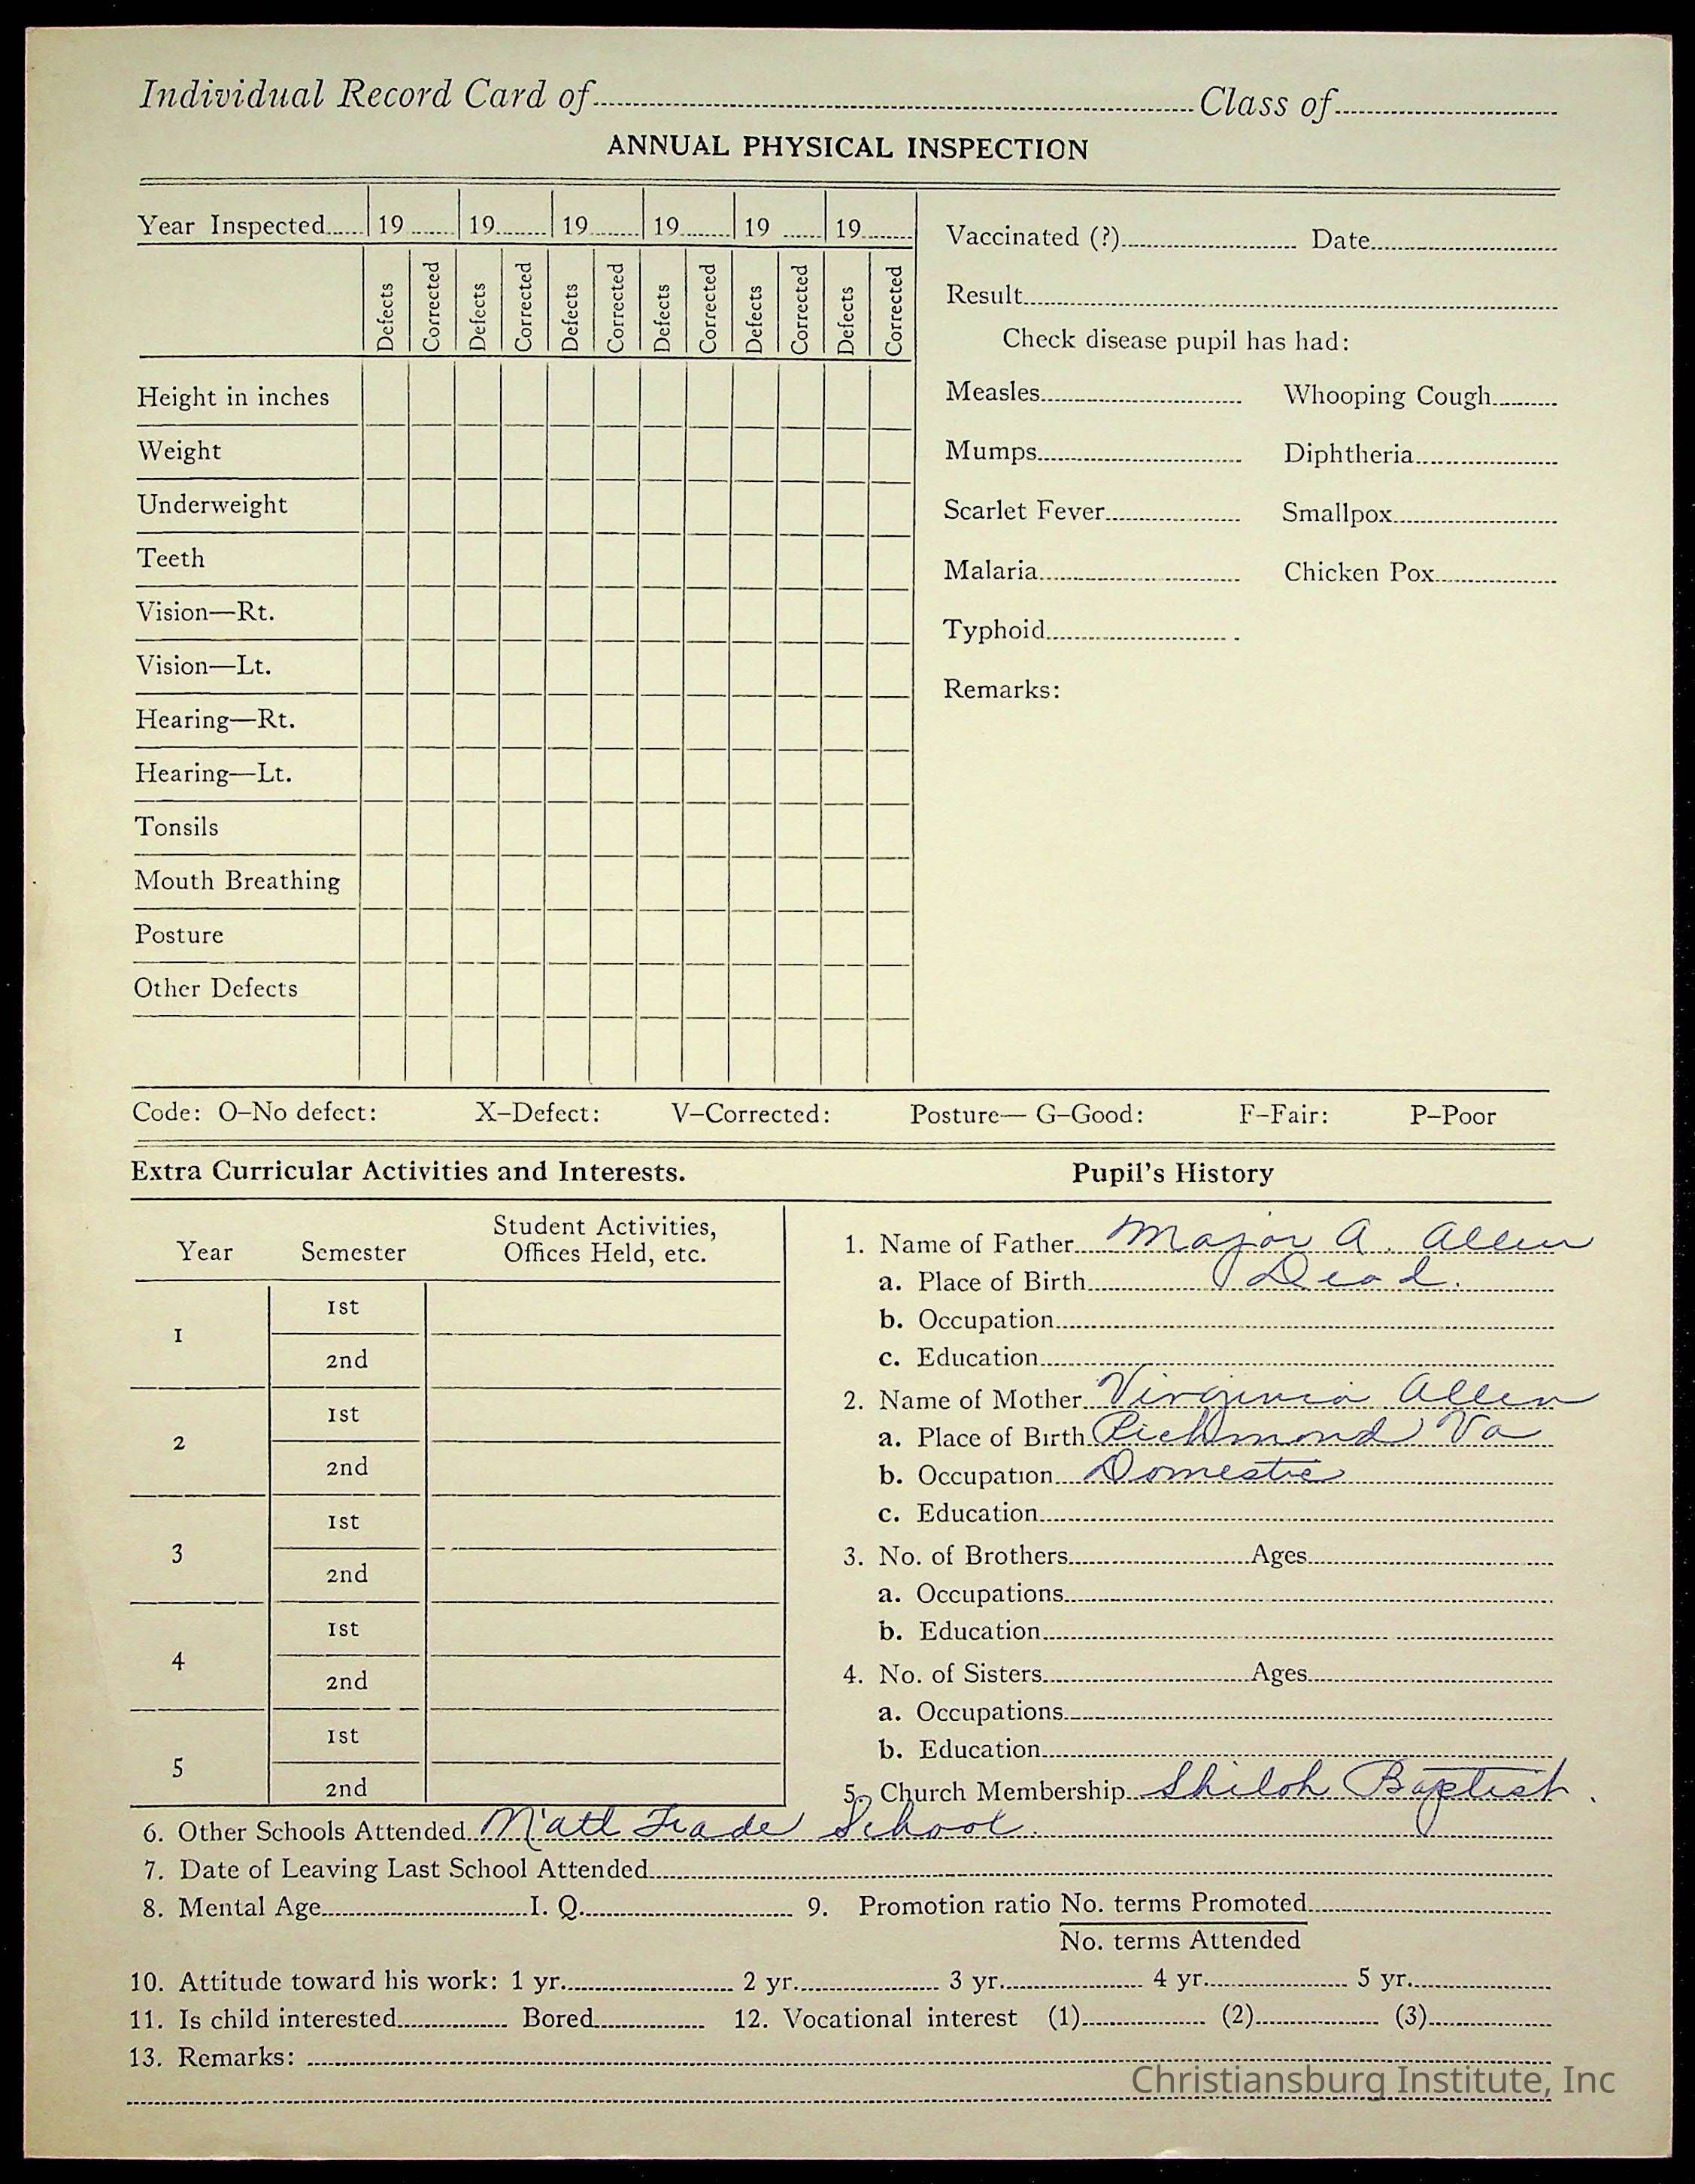 Individual Record Card of Class of
ANNUAL PHYSICAL INSPECTION
Year Inspected 19 19 19 19 19 19
Defects Corrected Defects Corrected Defects Corrected Defects Corrected Defects Corrected Defects Corrected
Height in inches
Weight
Underweight
Teeth
Vision—Rt.
Vision—Lt.
Hearing—Rt.
Hearing—Lt.
Tonsils
Mouth Breathing
Posture
Other Defects
Vaccinated (?) Date
Result
Check disease pupil has had:
Measles Whooping Cough
Mumps Diphtheria
Scarlet Fever Smallpox
Malaria Chicken Pox
Typhoid
Remarks:
Code: O–No defect: X–Defect: V–Corrected: Posture— G–Good: F–Fair: P–Poor
Extra Curricular Activities and Interests.
Year Semester Student Activities,
Offices Held, etc.
1 1st
2nd
2 1st
2nd
3 1st
2nd
4 1st
2nd
5 1st
2nd
Pupil's History
1. Name of Father Major A. Allen
a. Place of Birth Dead.
b. Occupation
c. Education
2. Name of Mother Virginia Allen
a. Place of Birth Richmond Va
b. Occupation Domestic
c. Education
3. No. of Brothers Ages
a. Occupations
b. Education
4. No. of Sisters Ages
a. Occupations
b. Education
5. Church Membership Shiloh Baptist.
6. Other Schools Attended Trade School.
7. Date of Leaving Last School Attended
8. Mental Age I. Q. 9. Promotion ratio No. terms Promoted
No. terms Attended
10. Attitude toward his work: 1 yr. 2 yr. 3 yr. 4 yr. 5 yr.
11. Is child interested Bored 12. Vocational interest (1) (2) (3)
13. Remarks:
Christiansburg Institute, Inc